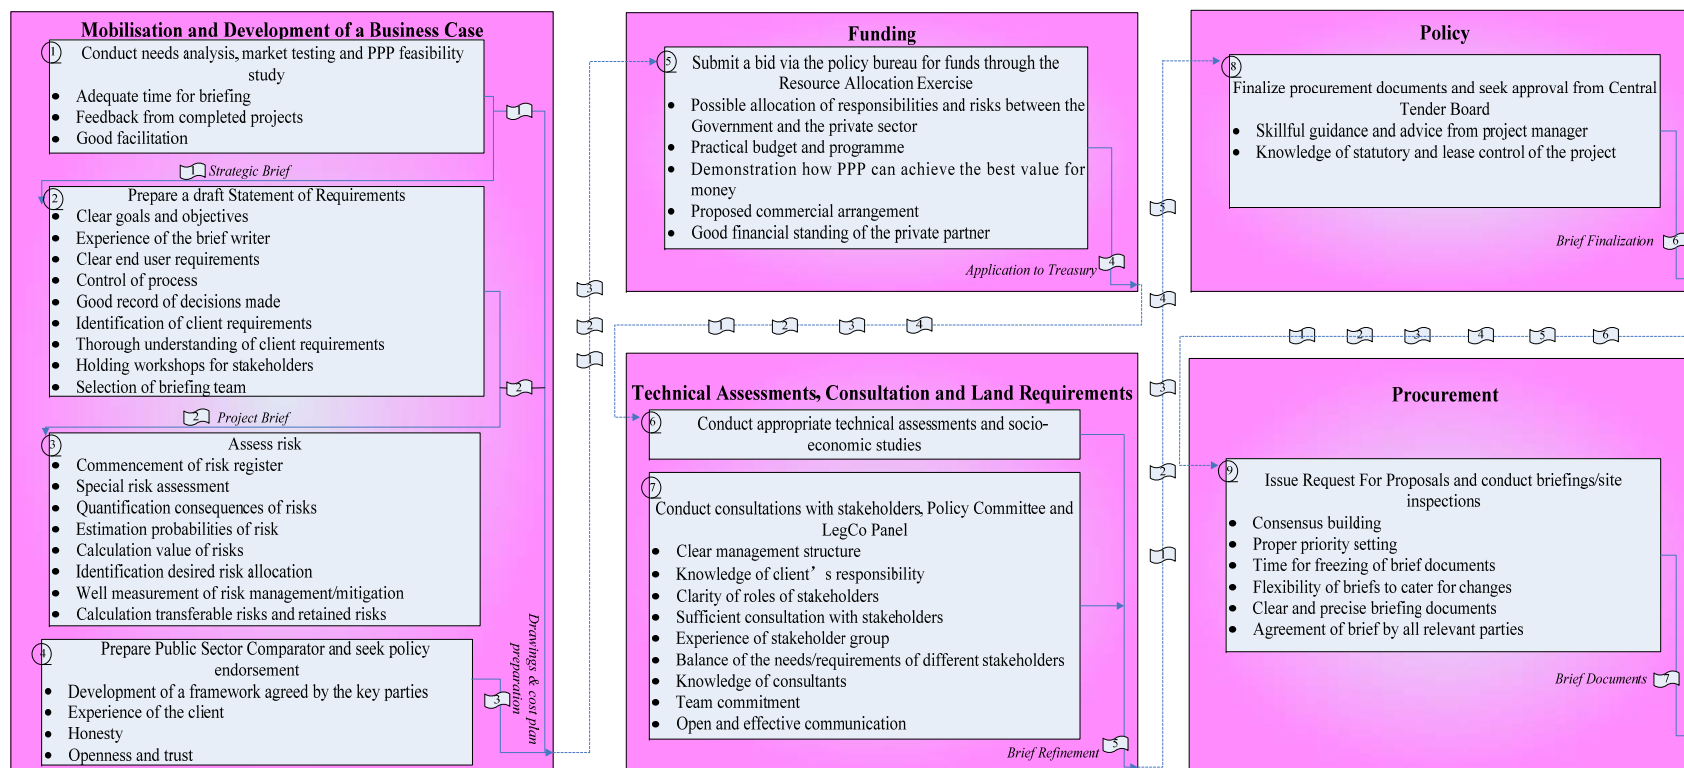 Mobilisation and Development of a Business Case
1
Conduct needs analysis, market testing and PPP feasibility
study
• Adequate time for briefing
• Feedback from completed projects
• Good facilitation
1
1 Strategic Brief
2
Prepare a draft Statement of Requirements
• Clear goals and objectives
• Experience of the brief writer
• Clear end user requirements
• Control of process
• Good record of decisions made
• Identification of client requirements
• Thorough understanding of client requirements
• Holding workshops for stakeholders
• Selection of briefing team
2
2 Project Brief
3
Assess risk
• Commencement of risk register
• Special risk assessment
• Quantification consequences of risks
• Estimation probabilities of risk
• Calculation value of risks
• Identification desired risk allocation
• Well measurement of risk management/mitigation
• Calculation transferable risks and retained risks
4
Prepare Public Sector Comparator and seek policy
endorsement
• Development of a framework agreed by the key parties
• Experience of the client
• Honesty
• Openness and trust
3
Drawings & cost plan
preparation
3
2
1
Funding
5
Submit a bid via the policy bureau for funds through the
Resource Allocation Exercise
• Possible allocation of responsibilities and risks between the
Government and the private sector
• Practical budget and programme
• Demonstration how PPP can achieve the best value for
money
• Proposed commercial arrangement
• Good financial standing of the private partner
Application to Treasury 4
1 2 3 4
Technical Assessments, Consultation and Land Requirements
6
Conduct appropriate technical assessments and socio-
economic studies
7
Conduct consultations with stakeholders, Policy Committee and
LegCo Panel
• Clear management structure
• Knowledge of client’s responsibility
• Clarity of roles of stakeholders
• Sufficient consultation with stakeholders
• Experience of stakeholder group
• Balance of the needs/requirements of different stakeholders
• Knowledge of consultants
• Team commitment
• Open and effective communication
Brief Refinement 5
5
4
3
2
1
Policy
8
Finalize procurement documents and seek approval from Central
Tender Board
• Skillful guidance and advice from project manager
• Knowledge of statutory and lease control of the project
Brief Finalization 6
1 2 3 4 5 6
Procurement
9
Issue Request For Proposals and conduct briefings/site
inspections
• Consensus building
• Proper priority setting
• Time for freezing of brief documents
• Flexibility of briefs to cater for changes
• Clear and precise briefing documents
• Agreement of brief by all relevant parties
Brief Documents 7